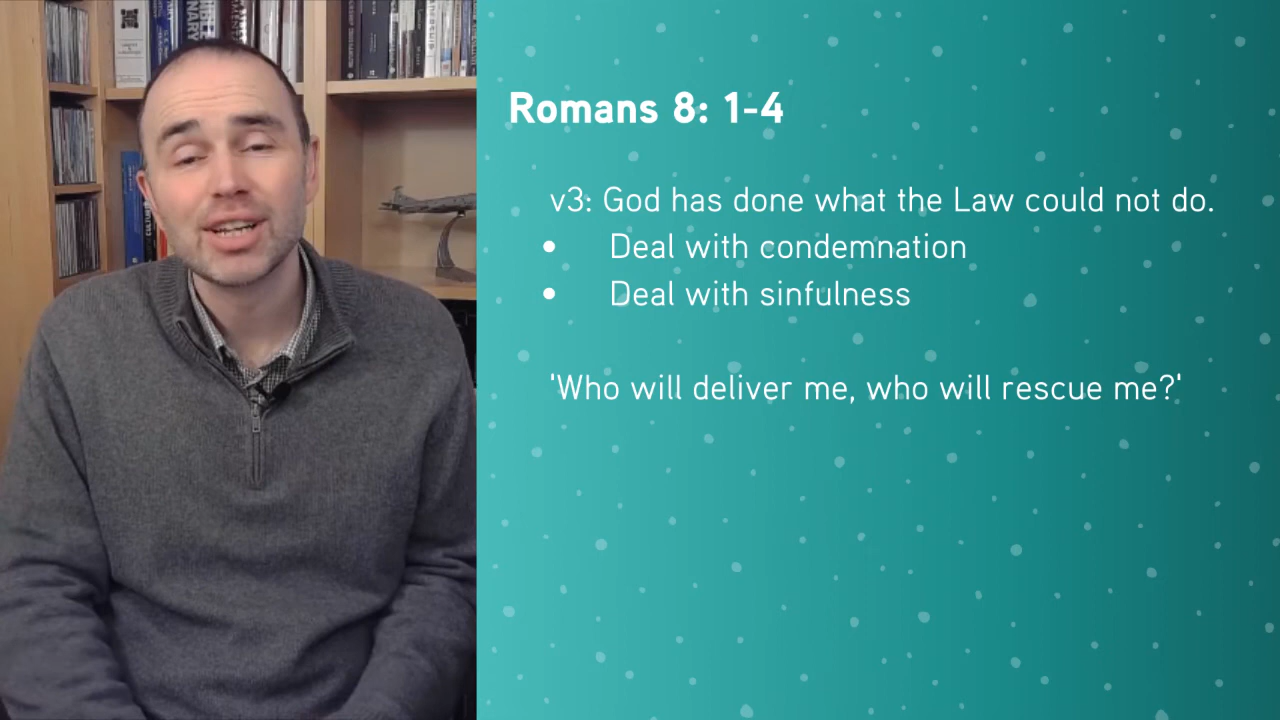 Romans 8: 1-4
v3: God has done what the Law could not do.
• Deal with condemnation
• Deal with sinfulness
'Who will deliver me, who will rescue me?'